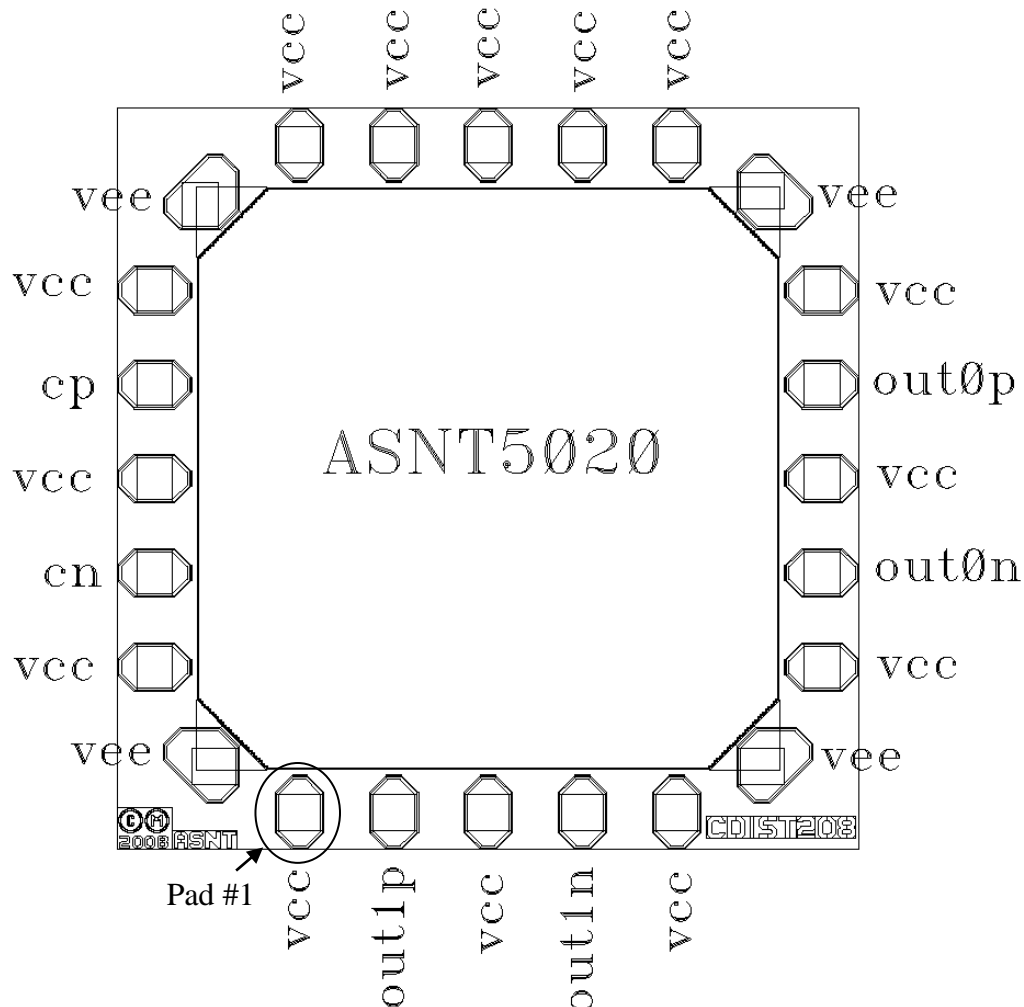 vcc vcc vcc vcc vcc
vee vee
vcc vcc
cp out0p
ASNT5020
vcc vcc
cn out0n
vcc vcc
vee vee
C M
2008 ASNT CDIST208
Pad #1
vcc out1p vcc out1n vcc